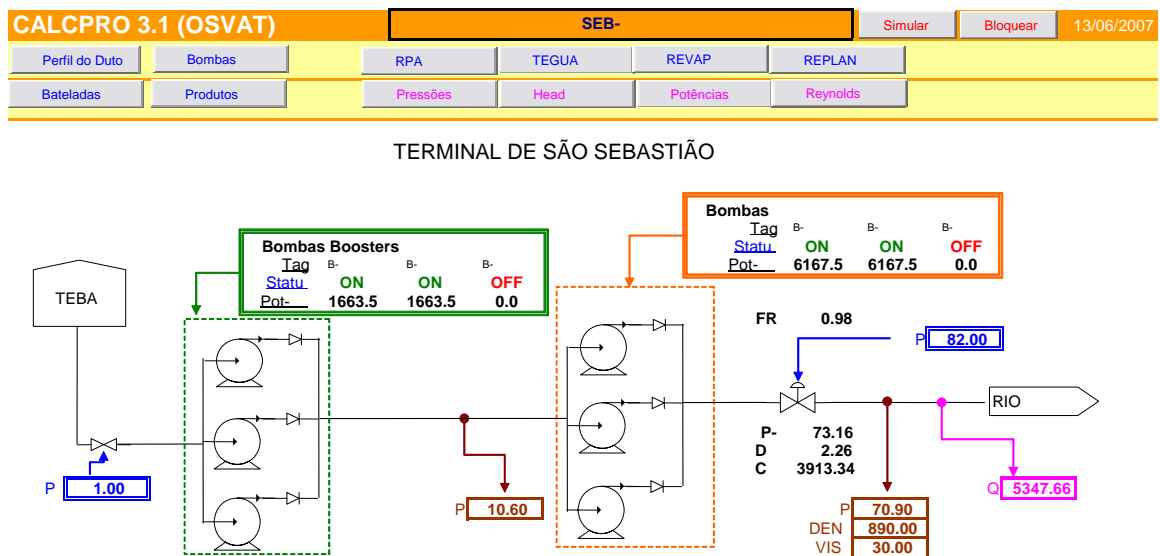 CALCPRO 3.1 (OSVAT) SEB- Simular Bloquear 13/06/2007
Perfil do Duto Bombas RPA TEGUA REVAP REPLAN
Bateladas Produtos Pressões Head Potências Reynolds
TERMINAL DE SÃO SEBASTIÃO
Bombas
Tag B- B- B-
Statu ON ON OFF
Pot- 6167.5 6167.5 0.0
Bombas Boosters
Tag B- B- B-
Statu ON ON OFF
Pot- 1663.5 1663.5 0.0
TEBA
FR 0.98
P 82.00
RIO
P- 73.16
D 2.26
C 3913.34
P 1.00
P 10.60
Q 5347.66
P 70.90
DEN 890.00
VIS 30.00